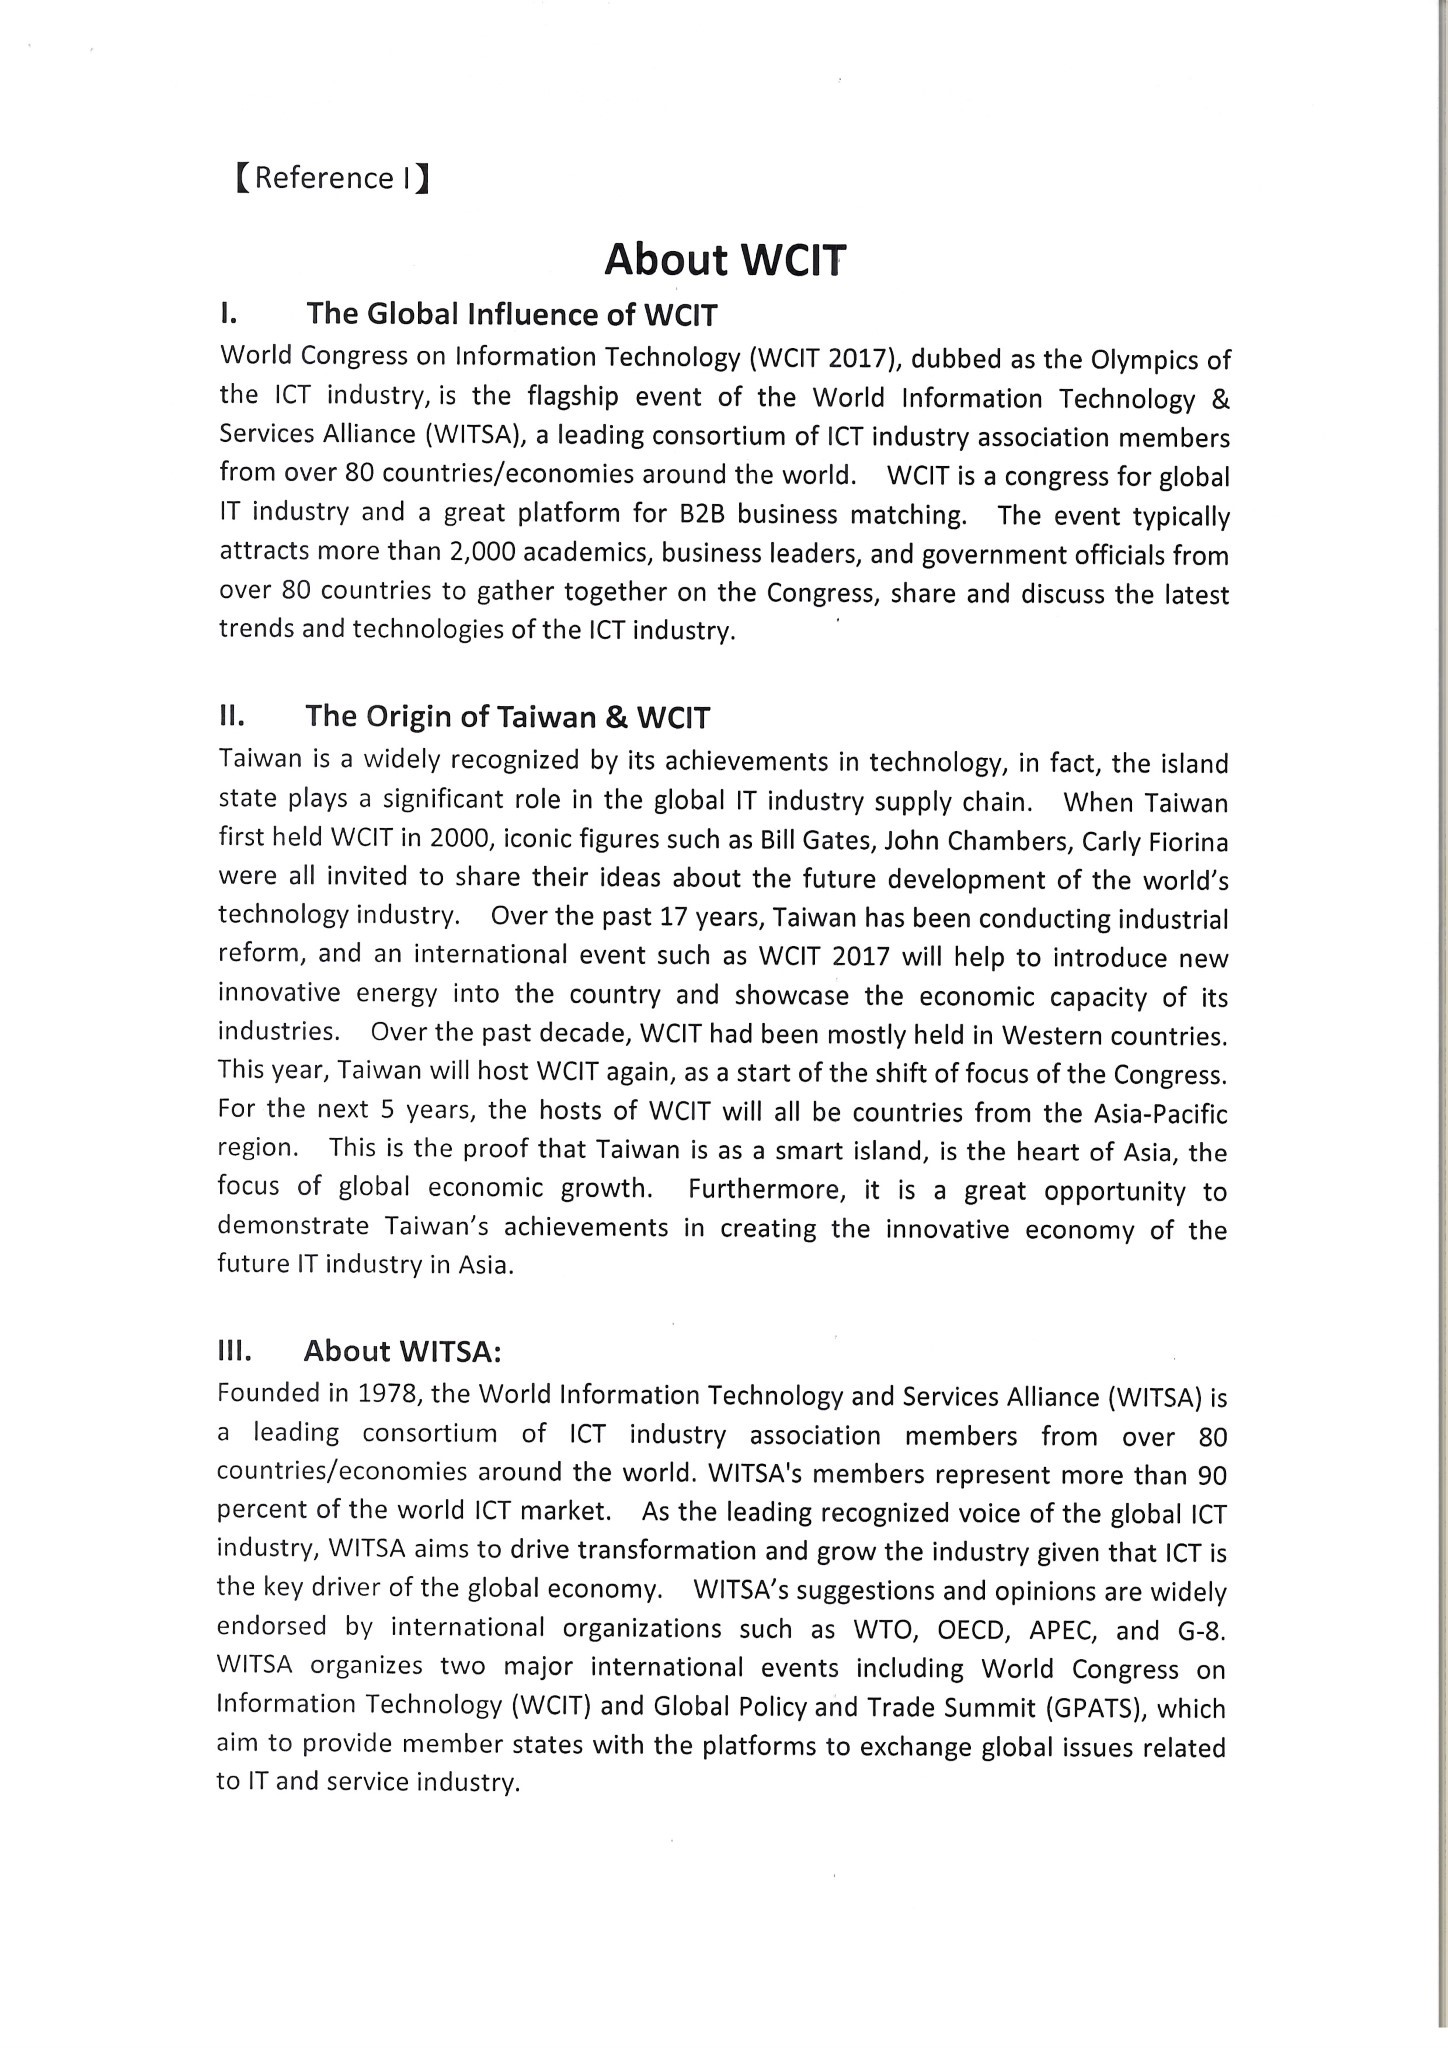 【Reference I】
About WCIT
I. The Global Influence of WCIT
World Congress on Information Technology (WCIT 2017), dubbed as the Olympics of
the ICT industry, is the flagship event of the World Information Technology &
Services Alliance (WITSA), a leading consortium of ICT industry association members
from over 80 countries/economies around the world. WCIT is a congress for global
IT industry and a great platform for B2B business matching. The event typically
attracts more than 2,000 academics, business leaders, and government officials from
over 80 countries to gather together on the Congress, share and discuss the latest
trends and technologies of the ICT industry.
II. The Origin of Taiwan & WCIT
Taiwan is a widely recognized by its achievements in technology, in fact, the island
state plays a significant role in the global IT industry supply chain. When Taiwan
first held WCIT in 2000, iconic figures such as Bill Gates, John Chambers, Carly Fiorina
were all invited to share their ideas about the future development of the world's
technology industry. Over the past 17 years, Taiwan has been conducting industrial
reform, and an international event such as WCIT 2017 will help to introduce new
innovative energy into the country and showcase the economic capacity of its
industries. Over the past decade, WCIT had been mostly held in Western countries.
This year, Taiwan will host WCIT again, as a start of the shift of focus of the Congress.
For the next 5 years, the hosts of WCIT will all be countries from the Asia-Pacific
region. This is the proof that Taiwan is as a smart island, is the heart of Asia, the
focus of global economic growth. Furthermore, it is a great opportunity to
demonstrate Taiwan's achievements in creating the innovative economy of the
future IT industry in Asia.
III. About WITSA:
Founded in 1978, the World Information Technology and Services Alliance (WITSA) is
a leading consortium of ICT industry association members from over 80
countries/economies around the world. WITSA's members represent more than 90
percent of the world ICT market. As the leading recognized voice of the global ICT
industry, WITSA aims to drive transformation and grow the industry given that ICT is
the key driver of the global economy. WITSA's suggestions and opinions are widely
endorsed by international organizations such as WTO, OECD, APEC, and G-8.
WITSA organizes two major international events including World Congress on
Information Technology (WCIT) and Global Policy and Trade Summit (GPATS), which
aim to provide member states with the platforms to exchange global issues related
to IT and service industry.